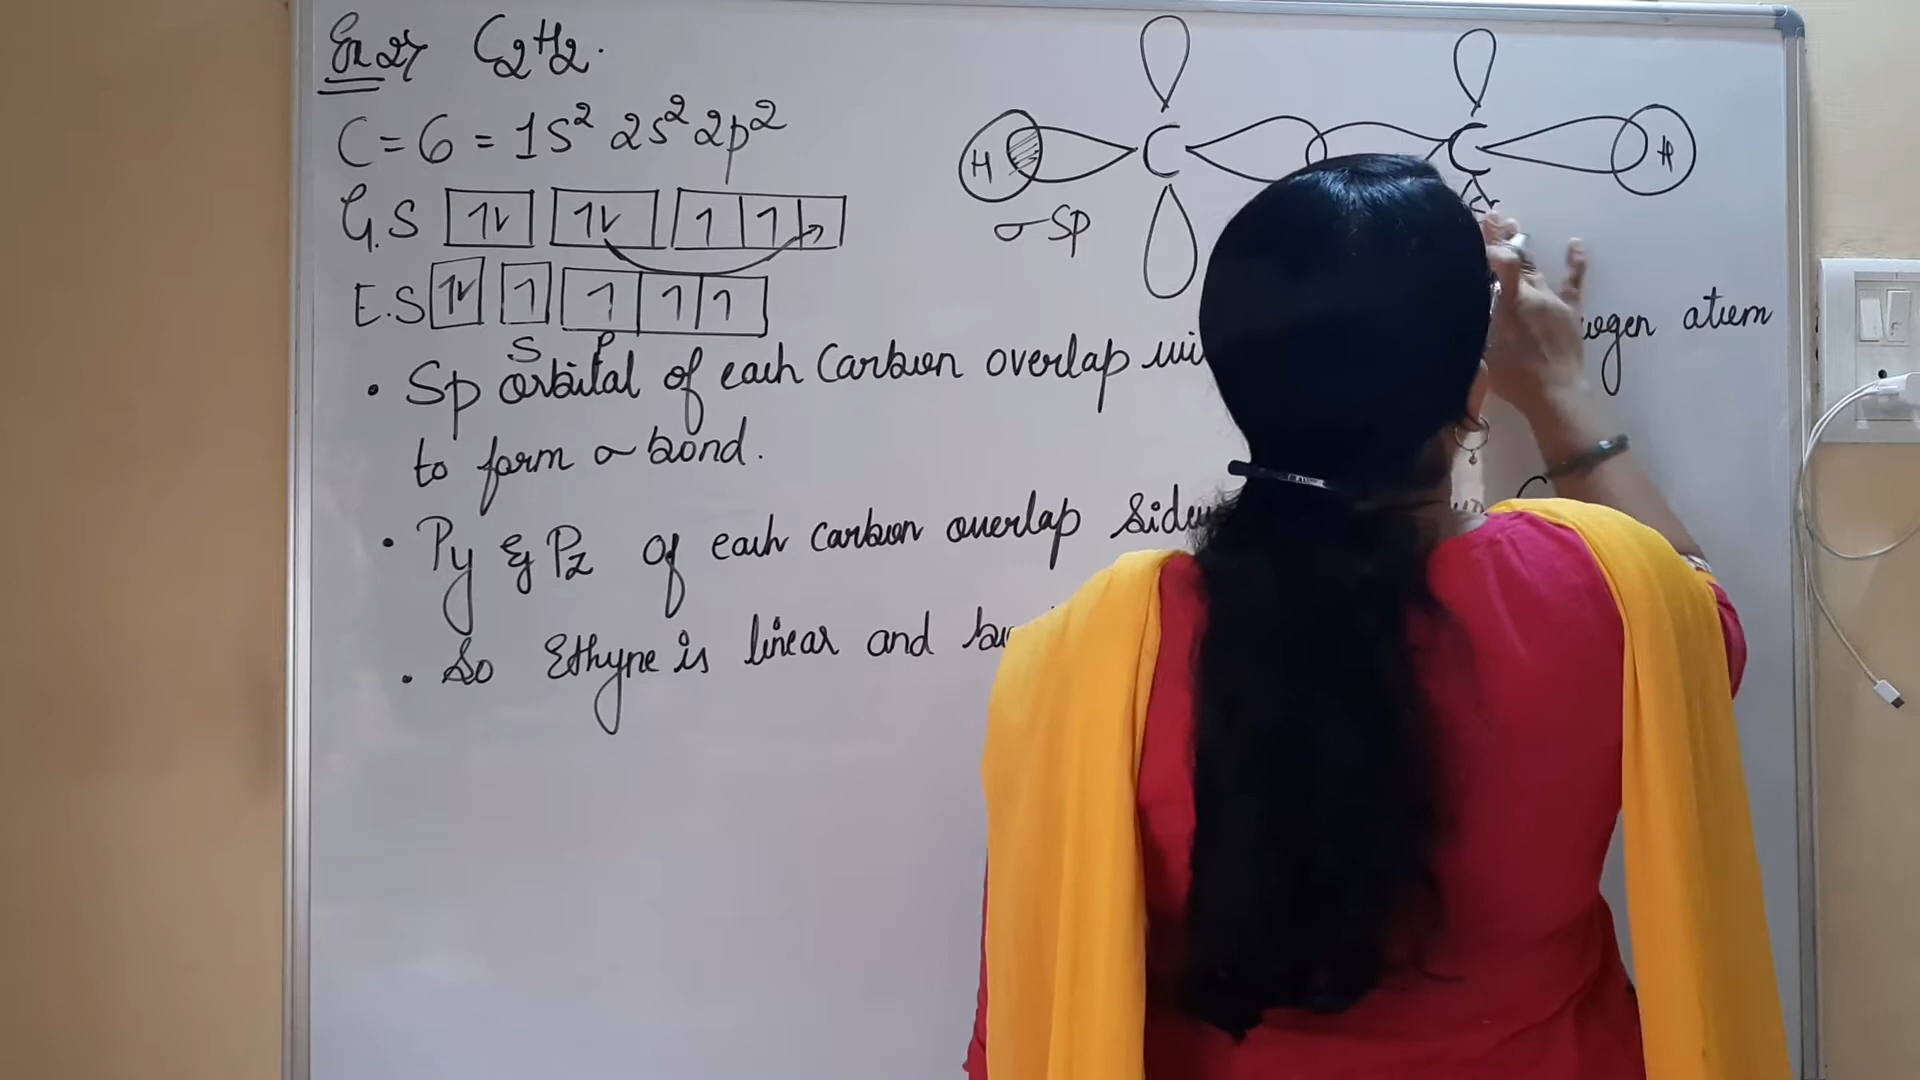 Ex 2) C2H2.
C = 6 = 1s² 2s² 2p²
G.S
E.S
S P
H C C H
σ-Sp
• Sp orbital of each Carbon overlap atom
to form σ bond.
• Py & Pz of each carbon overlap
• So Ethyne is linear and